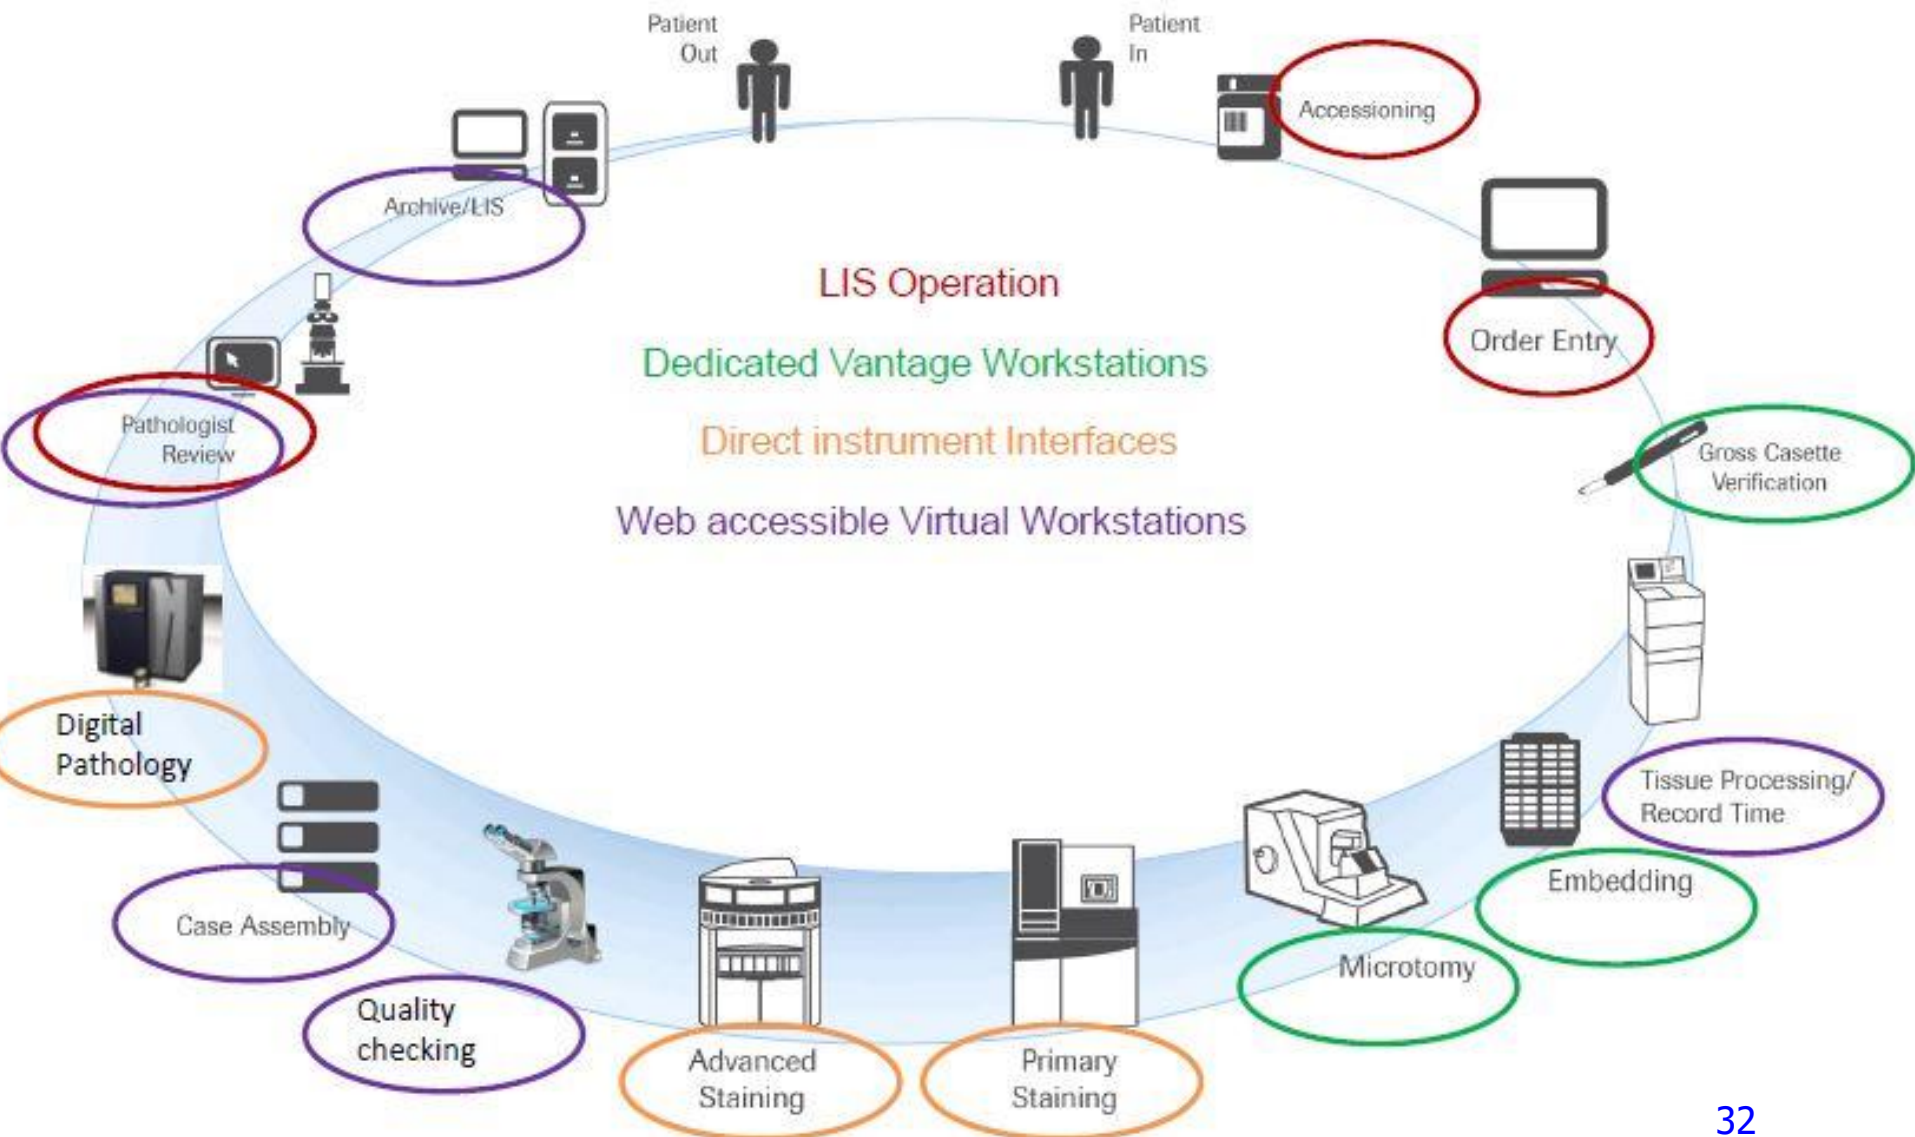 Patient
Out
Patient
In
Accessioning
Archive/LIS
LIS Operation
Order Entry
Dedicated Vantage Workstations
Pathologist
Review
Direct instrument Interfaces
Gross Casette
Verification
Web accessible Virtual Workstations
Digital
Pathology
Tissue Processing/
Record Time
Embedding
Case Assembly
Microtomy
Quality
checking
Advanced
Staining
Primary
Staining
32